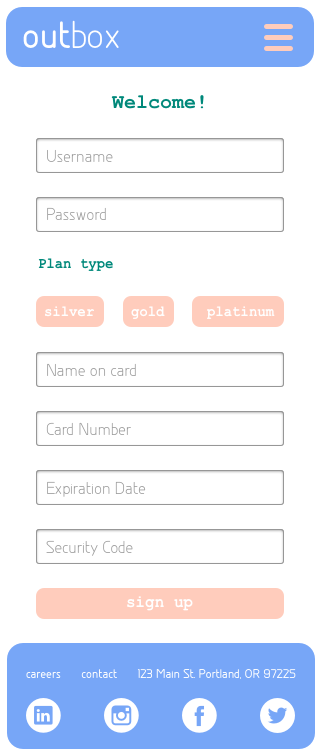 outbox
Welcome!
Username
Password
Plan type
silver gold platinum
Name on card
Card Number
Expiration Date
Security Code
sign up
careers contact 123 Main St. Portland, OR 97225